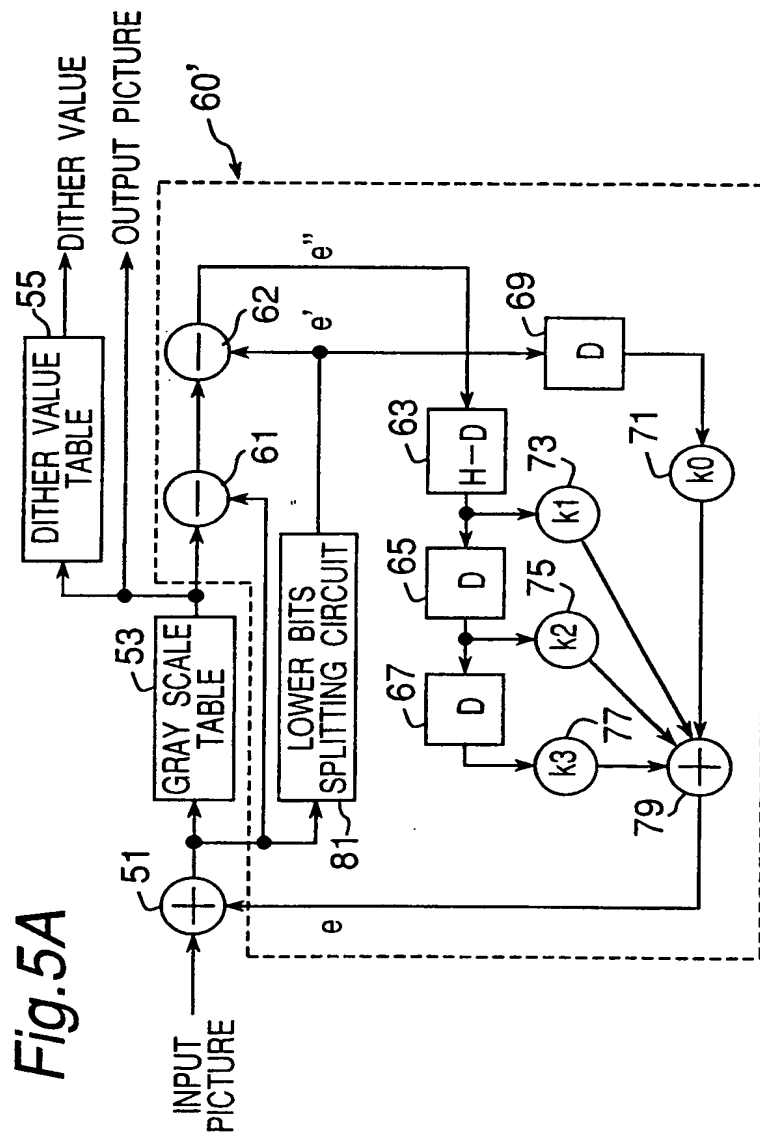 Fig.5A
INPUT
PICTURE
51
e
53
GRAY SCALE
TABLE
55
DITHER VALUE
TABLE
DITHER VALUE
OUTPUT PICTURE
60'
61
62
e"
e'
81
LOWER BITS
SPLITTING CIRCUIT
63
H-D
65
D
67
D
69
D
71
k0
73
k1
75
k2
77
k3
79